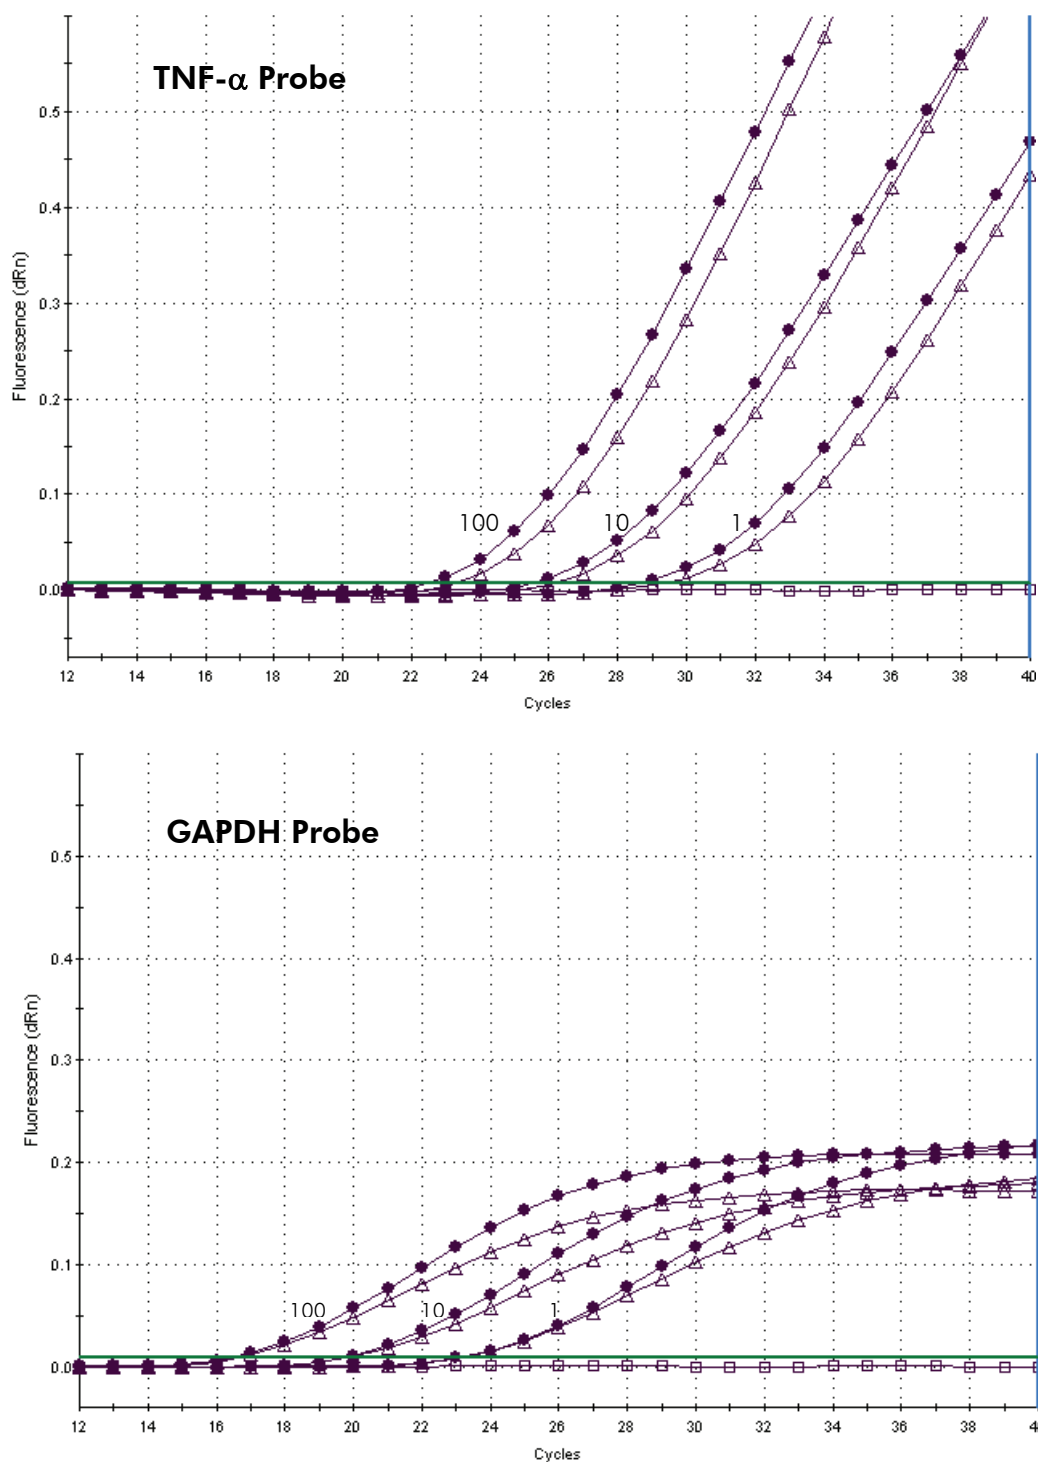 TNF-α Probe
0.5
0.4
0.3
0.2
0.1
0.0
Fluorescence (dRn)
100 10 1
12 14 16 18 20 22 24 26 28 30 32 34 36 38 40
Cycles
GAPDH Probe
0.5
0.4
0.3
0.2
0.1
0.0
Fluorescence (dRn)
100 10 1
12 14 16 18 20 22 24 26 28 30 32 34 36 38 4
Cycles